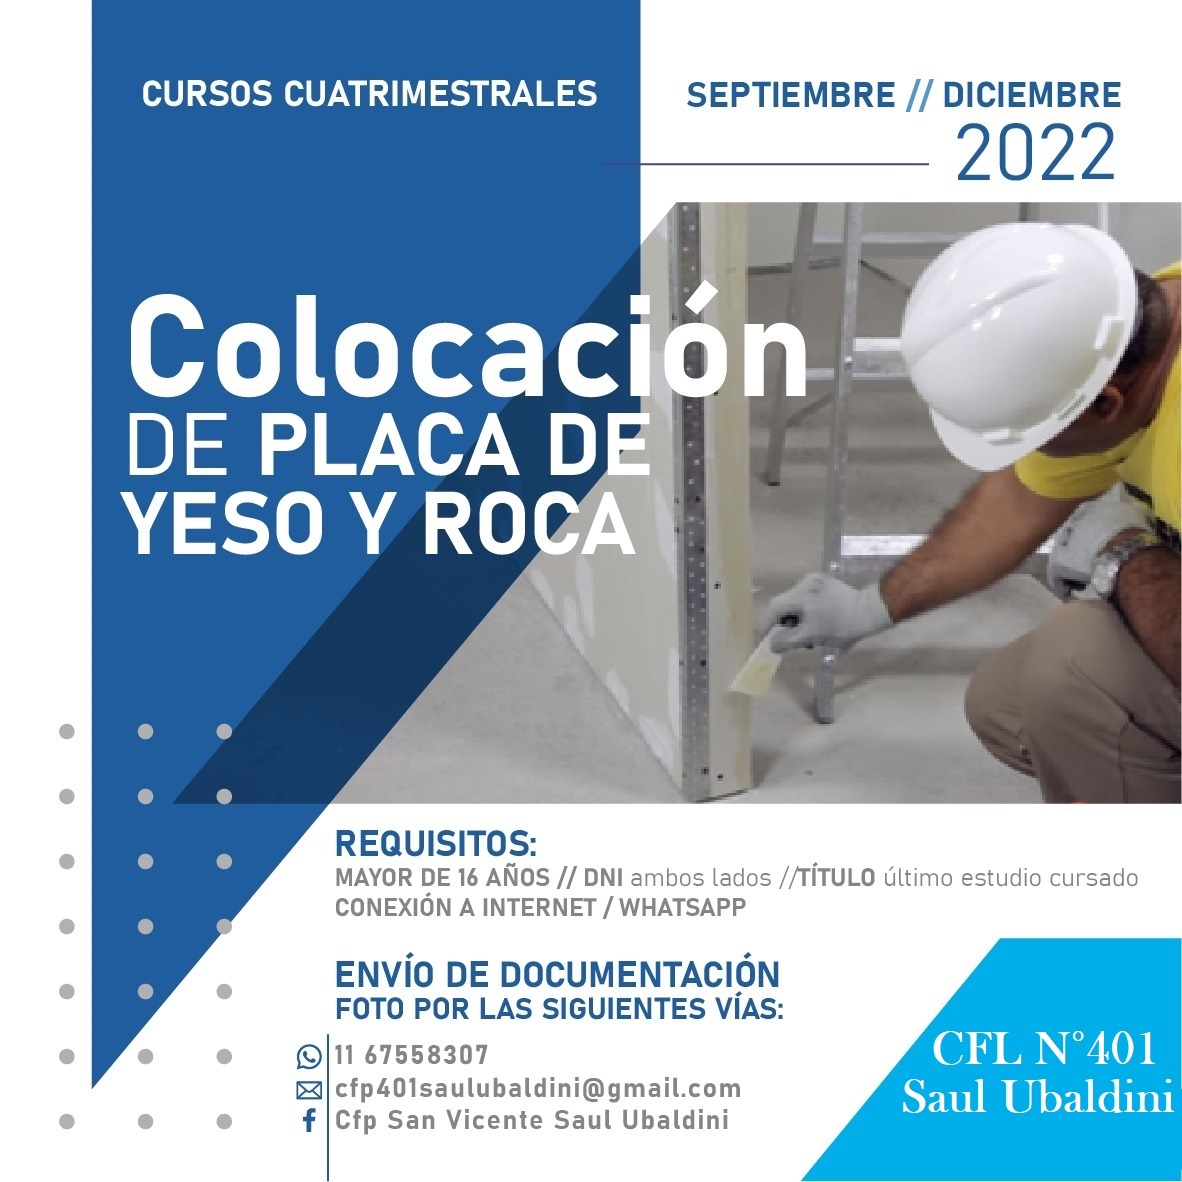 CURSOS CUATRIMESTRALES
SEPTIEMBRE // DICIEMBRE
2022
Colocación
DE PLACA DE
YESO Y ROCA
REQUISITOS:
MAYOR DE 16 AÑOS // DNI ambos lados //TÍTULO último estudio cursado
CONEXIÓN A INTERNET / WHATSAPP
ENVÍO DE DOCUMENTACIÓN
FOTO POR LAS SIGUIENTES VÍAS:
11 67558307
cfp401saulubaldini@gmail.com
Cfp San Vicente Saul Ubaldini
CFL N°401
Saul Ubaldini